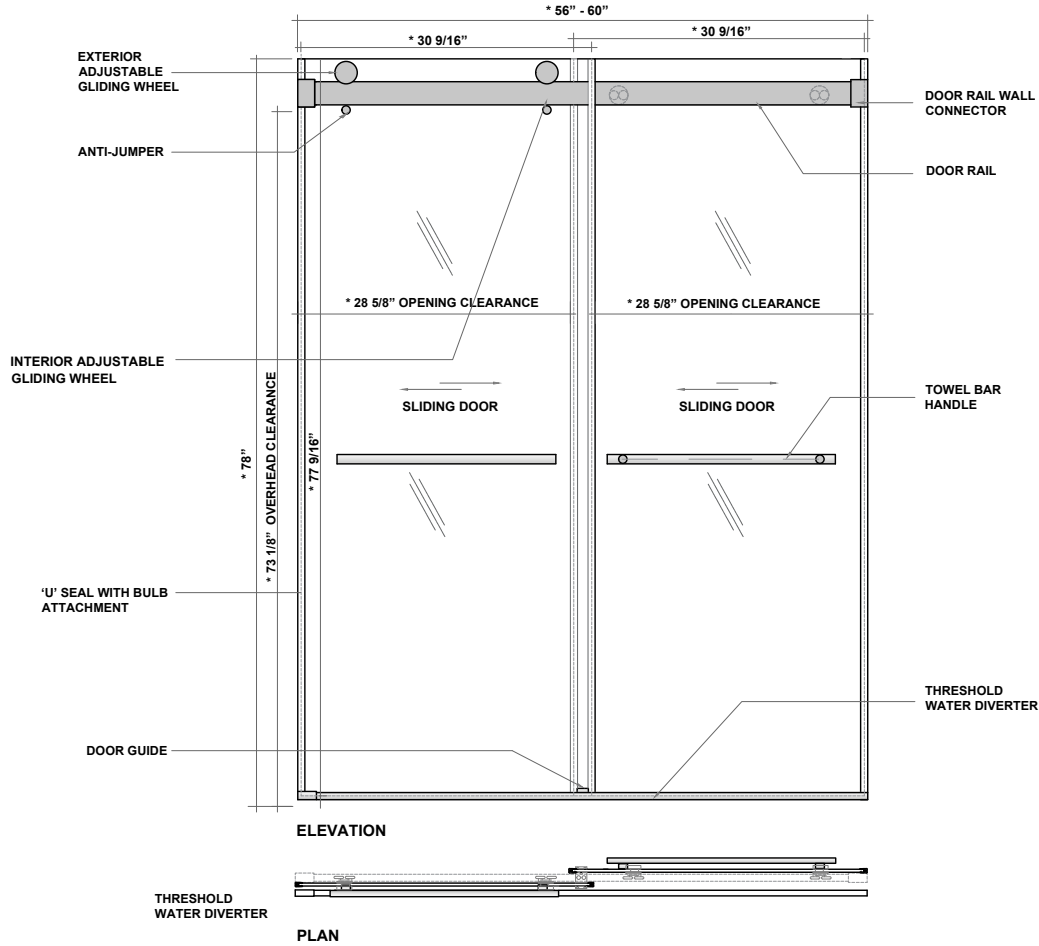 * 56” - 60”
* 30 9/16”
* 30 9/16”
EXTERIOR
ADJUSTABLE
GLIDING WHEEL
DOOR RAIL WALL
CONNECTOR
ANTI-JUMPER
DOOR RAIL
* 28 5/8” OPENING CLEARANCE
* 28 5/8” OPENING CLEARANCE
INTERIOR ADJUSTABLE
GLIDING WHEEL
SLIDING DOOR
SLIDING DOOR
TOWEL BAR
HANDLE
* 78”
* 73 1/8” OVERHEAD CLEARANCE
* 77 9/16”
‘U’ SEAL WITH BULB
ATTACHMENT
THRESHOLD
WATER DIVERTER
DOOR GUIDE
ELEVATION
THRESHOLD
WATER DIVERTER
PLAN